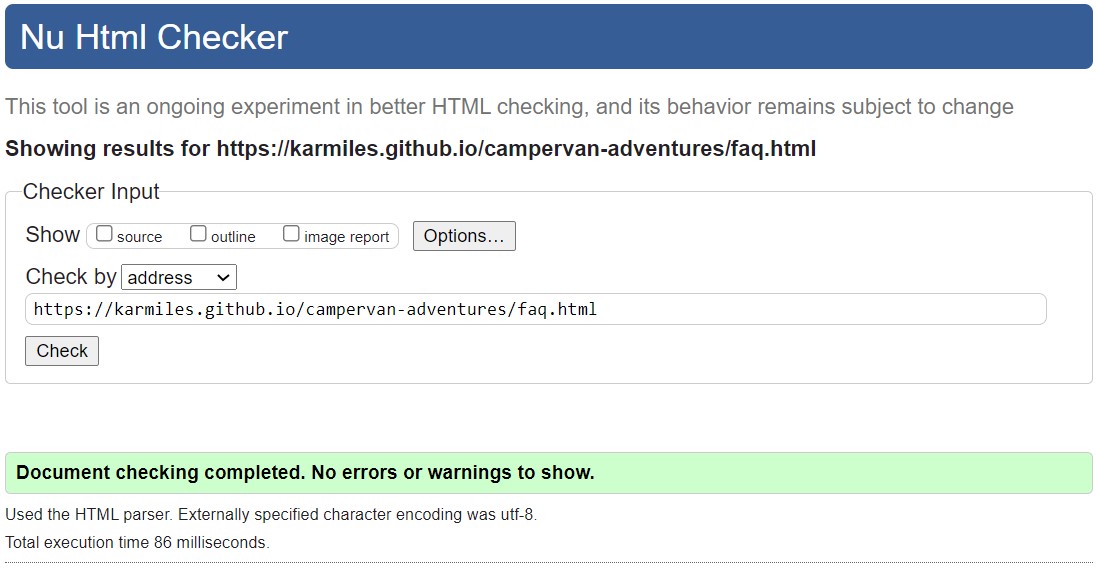 Nu Html Checker
This tool is an ongoing experiment in better HTML checking, and its behavior remains subject to change
Showing results for https://karmiles.github.io/campervan-adventures/faq.html
Checker Input
Show source outline image report Options...
Check by address
https://karmiles.github.io/campervan-adventures/faq.html
Check
Document checking completed. No errors or warnings to show.
Used the HTML parser. Externally specified character encoding was utf-8.
Total execution time 86 milliseconds.